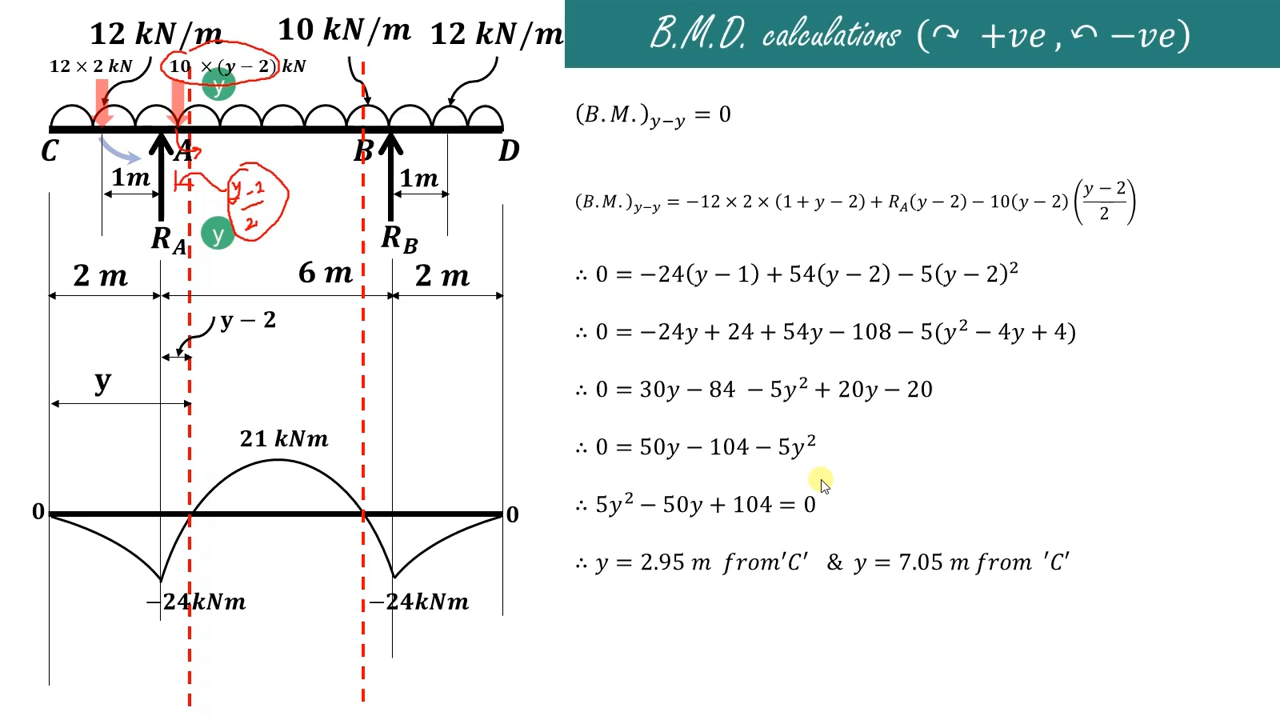 B.M.D. calculations (↷ +ve , ↶ −ve)
12 kN/m 10 kN/m 12 kN/m
12 × 2 kN 10 × (y − 2) kN
y
C A B D
1m y−2/2 1m
R_A y R_B
2 m 6 m 2 m
y − 2
y
21 kNm
0 0
−24kNm −24kNm
(B.M.)_{y−y} = 0
(B.M.)_{y−y} = −12 × 2 × (1 + y − 2) + R_A(y − 2) − 10(y − 2) ((y − 2)/2)
∴ 0 = −24(y − 1) + 54(y − 2) − 5(y − 2)²
∴ 0 = −24y + 24 + 54y − 108 − 5(y² − 4y + 4)
∴ 0 = 30y − 84 − 5y² + 20y − 20
∴ 0 = 50y − 104 − 5y²
∴ 5y² − 50y + 104 = 0
∴ y = 2.95 m from'C' & y = 7.05 m from 'C'